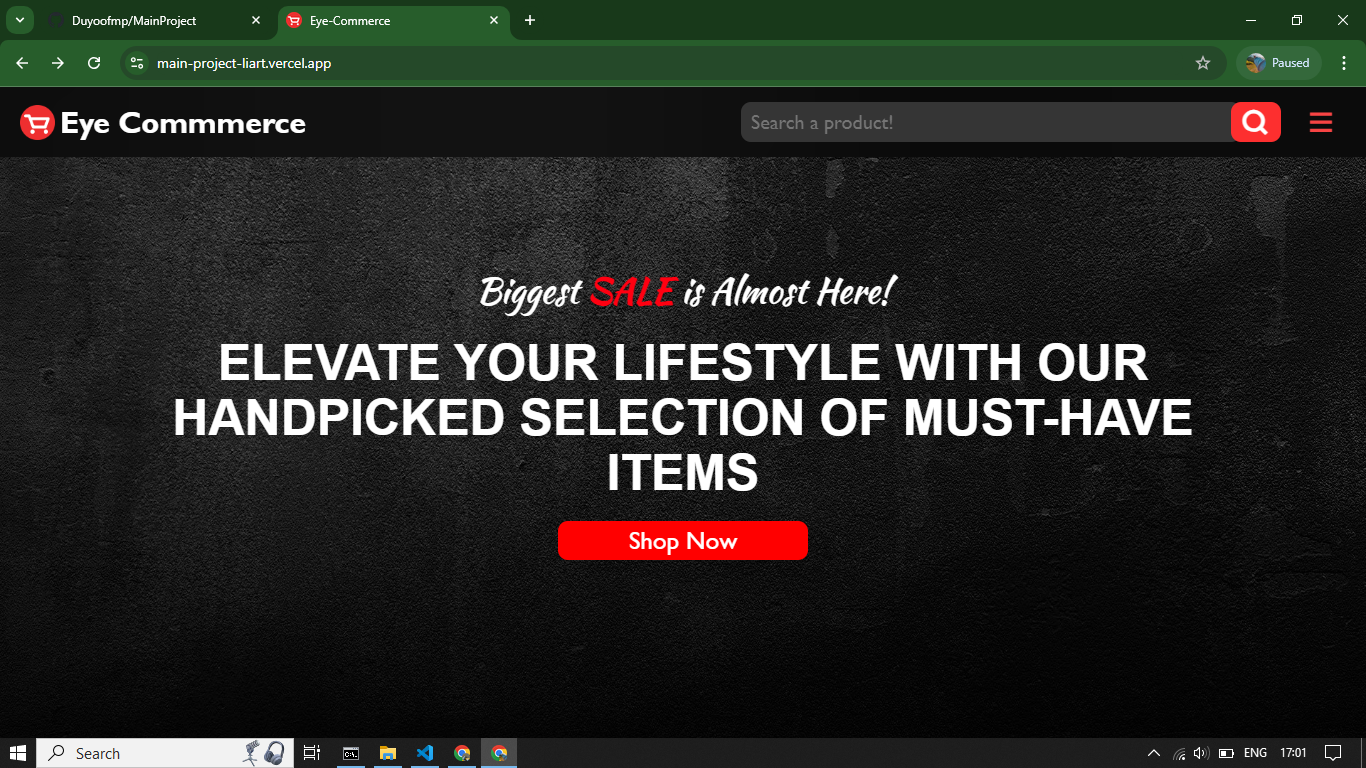 Duyoofmp/MainProject
Eye-Commmerce
main-project-liart.vercel.app
Paused
Eye Commmerce
Search a product!
Biggest SALE is Almost Here!
ELEVATE YOUR LIFESTYLE WITH OUR
HANDPICKED SELECTION OF MUST-HAVE
ITEMS
Shop Now
Search
ENG
17:01